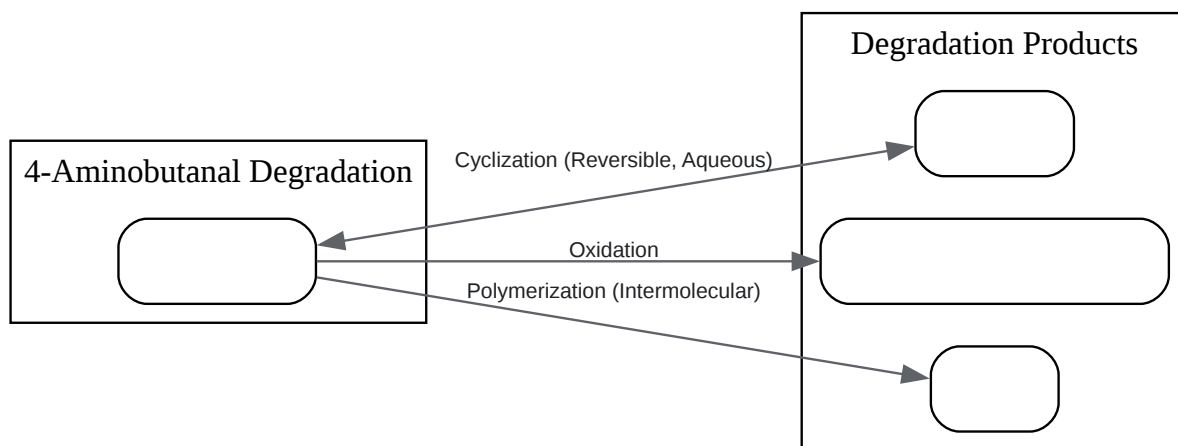 Degradation Products
4-Aminobutanal Degradation
Cyclization (Reversible, Aqueous)
Oxidation
Polymerization (Intermolecular)